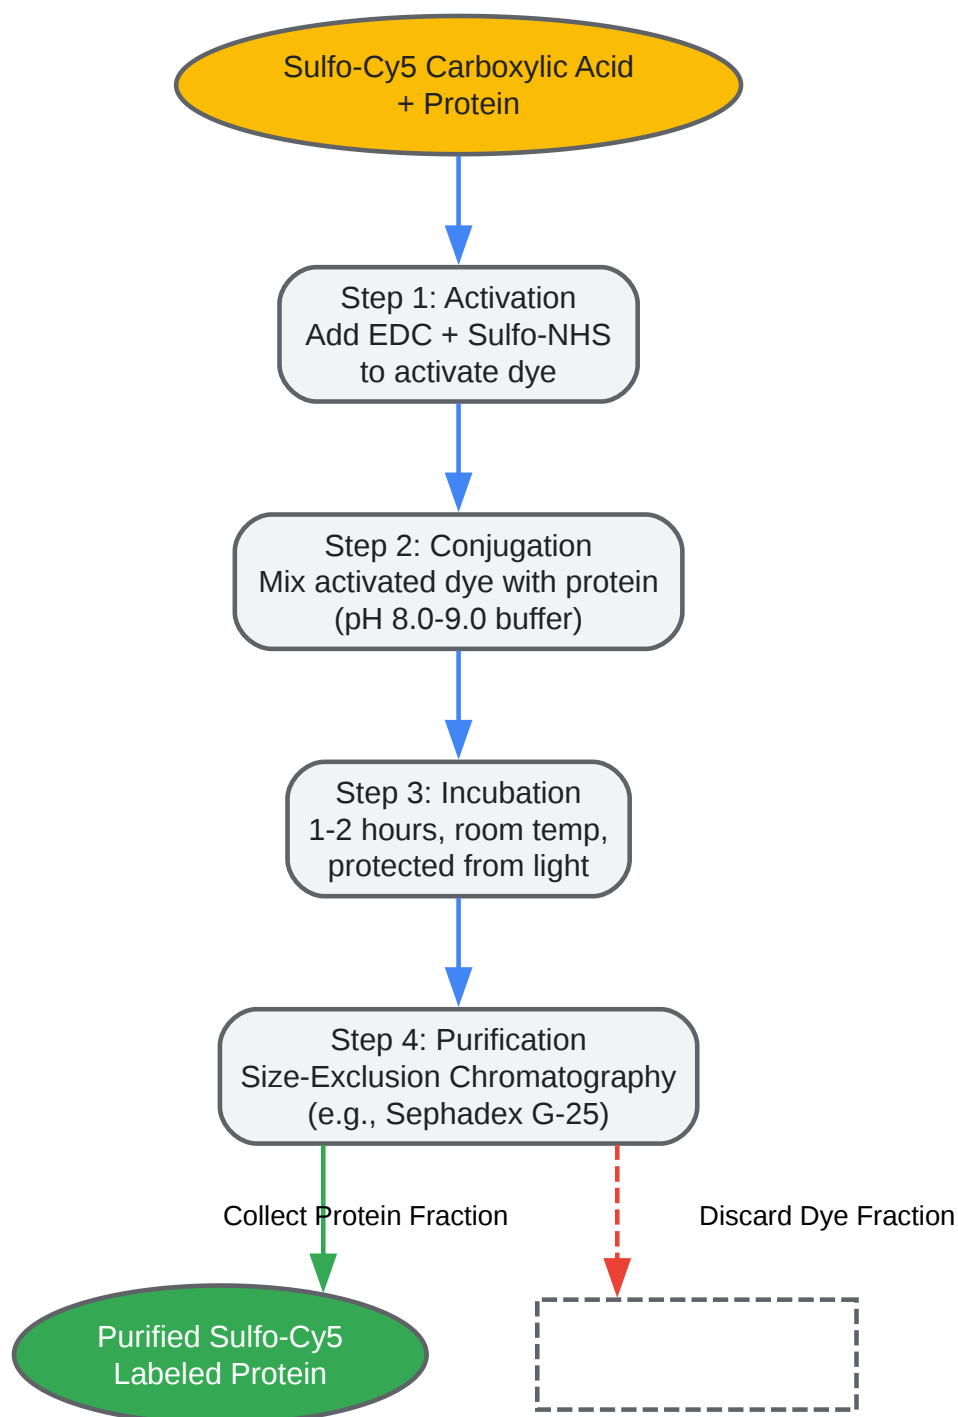 Sulfo-Cy5 Carboxylic Acid
+ Protein
Step 1: Activation
Add EDC + Sulfo-NHS
to activate dye
Step 2: Conjugation
Mix activated dye with protein
(pH 8.0-9.0 buffer)
Step 3: Incubation
1-2 hours, room temp,
protected from light
Step 4: Purification
Size-Exclusion Chromatography
(e.g., Sephadex G-25)
Collect Protein Fraction
Discard Dye Fraction
Purified Sulfo-Cy5
Labeled Protein